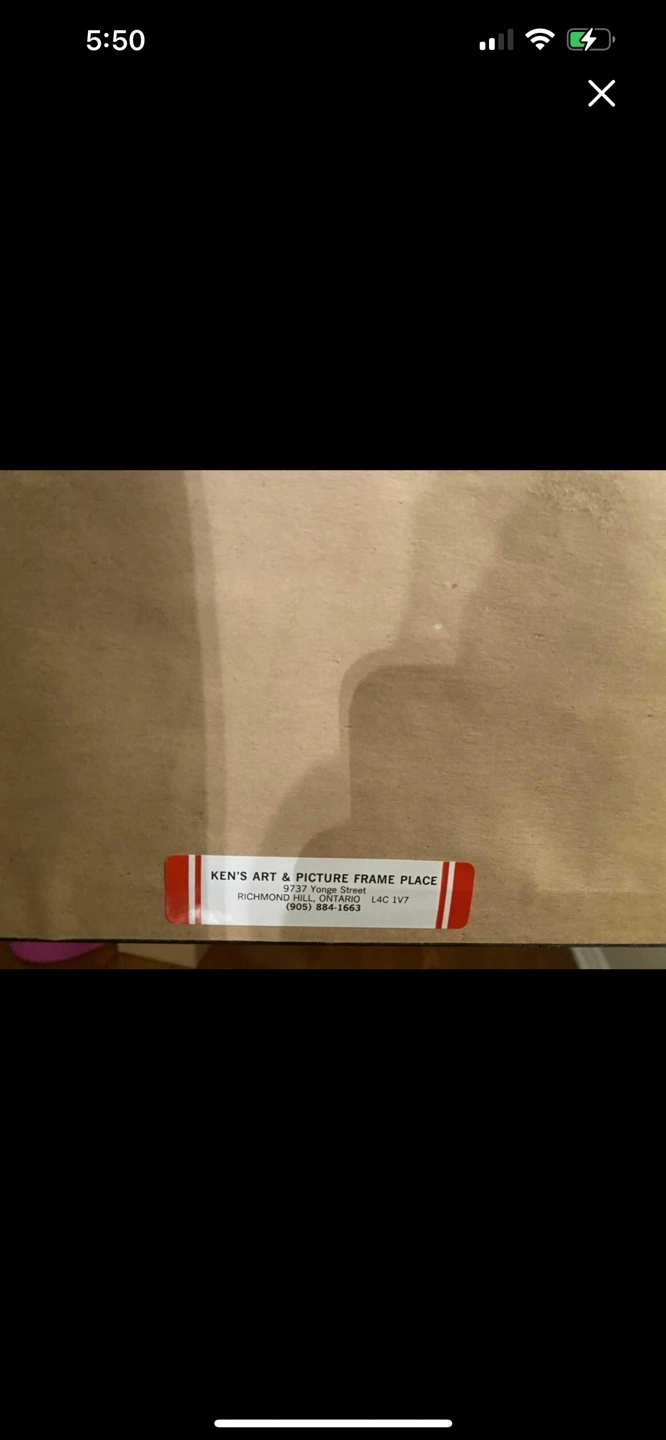 5:50
KEN'S ART & PICTURE FRAME PLACE
9737 Yonge Street
RICHMOND HILL, ONTARIO L4C 1V7
(905) 884-1663